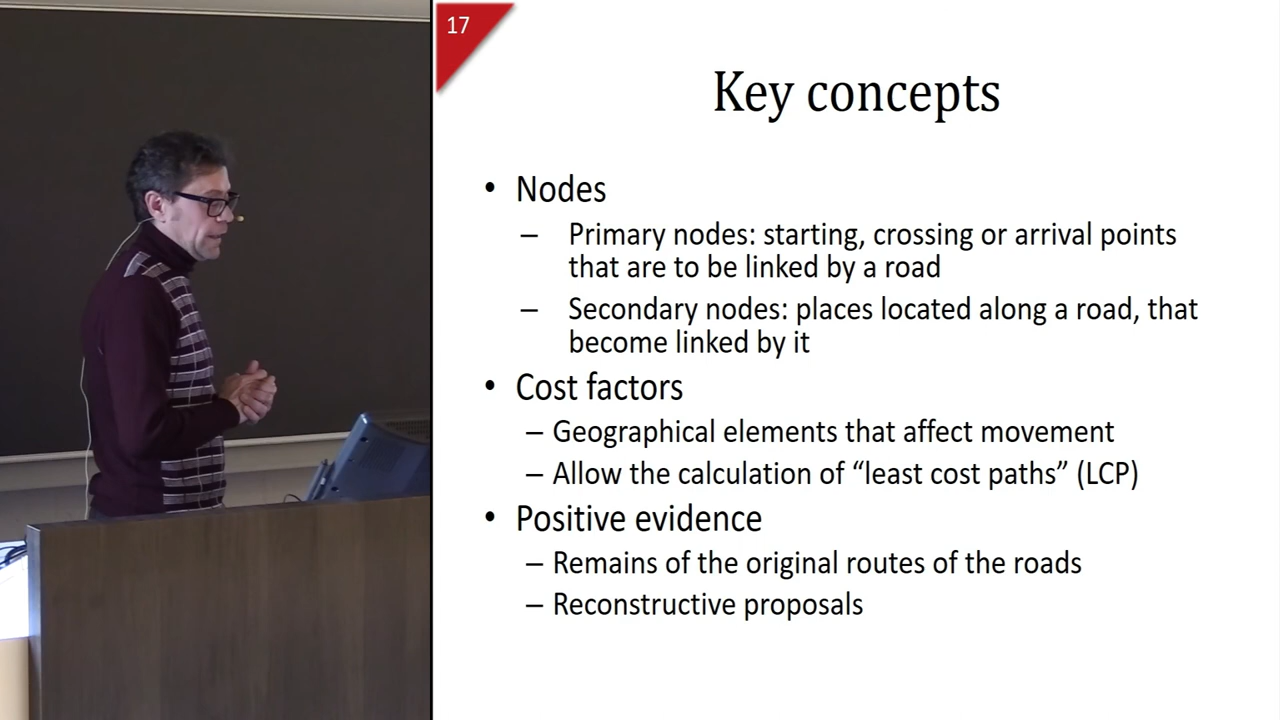 17
Key concepts
• Nodes
– Primary nodes: starting, crossing or arrival points
that are to be linked by a road
– Secondary nodes: places located along a road, that
become linked by it
• Cost factors
– Geographical elements that affect movement
– Allow the calculation of “least cost paths” (LCP)
• Positive evidence
– Remains of the original routes of the roads
– Reconstructive proposals